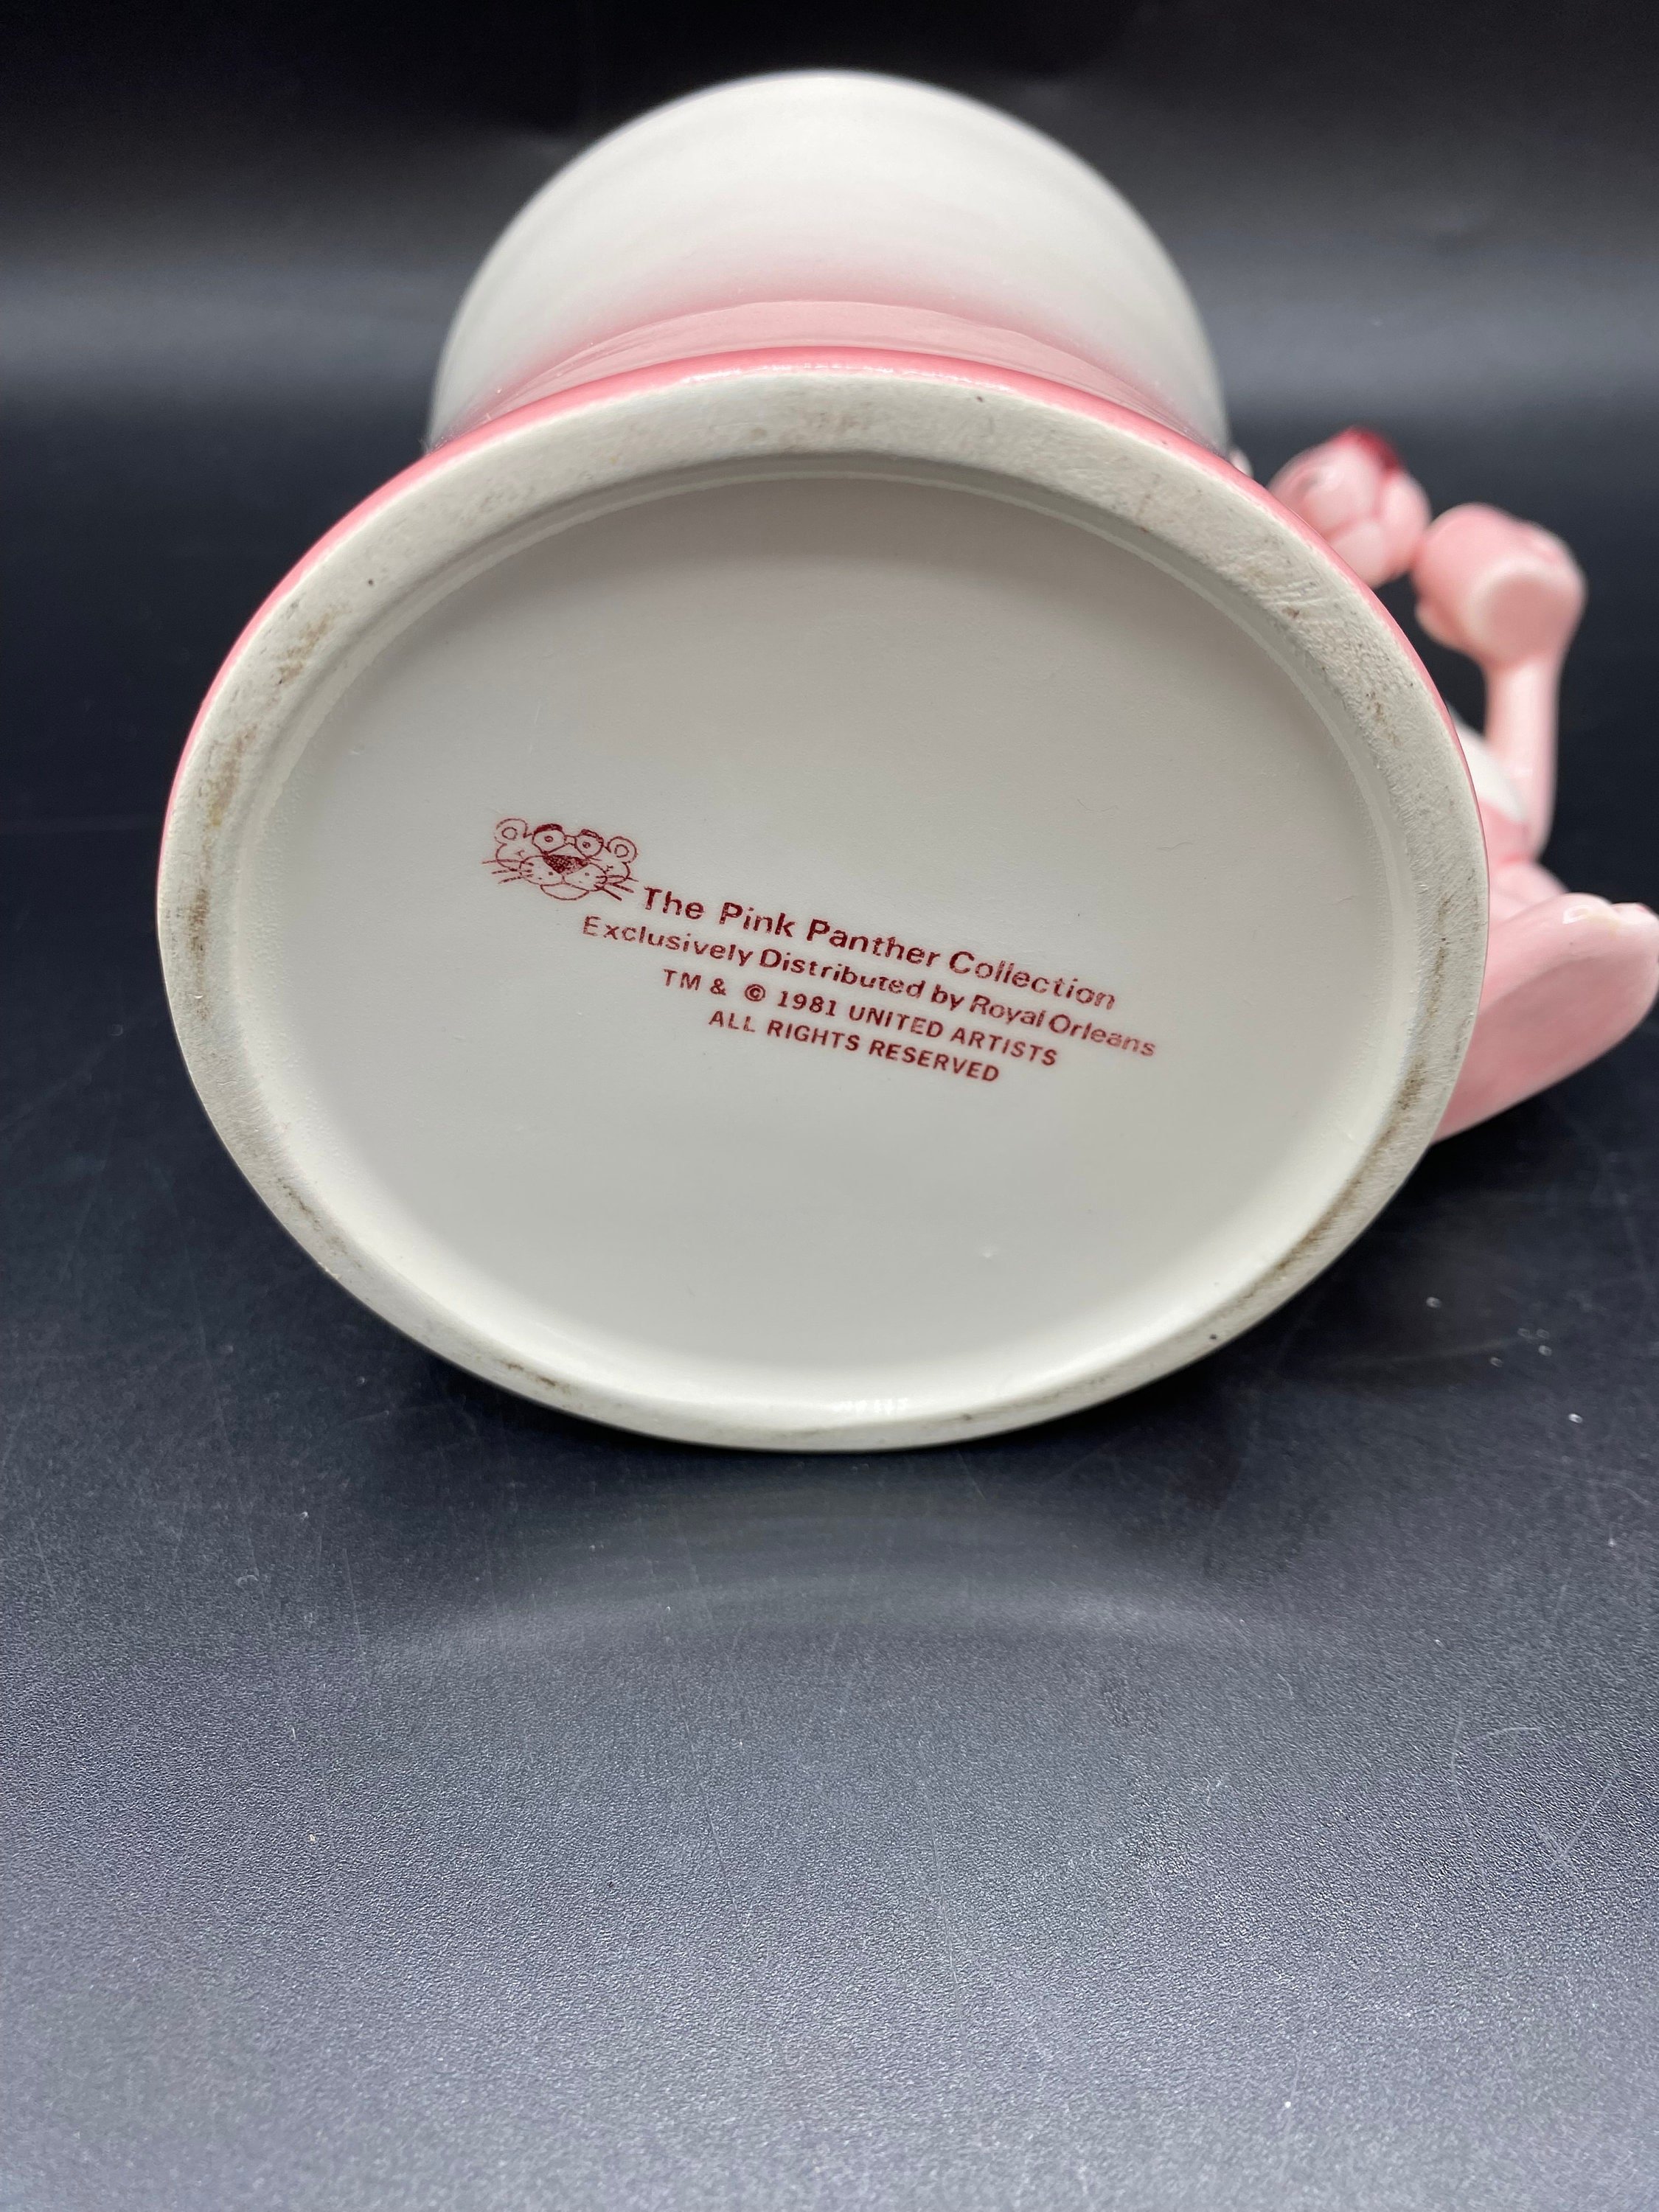 The Pink Panther Collection
Exclusively Distributed by Royal Orleans
TM & © 1981 UNITED ARTISTS
ALL RIGHTS RESERVED